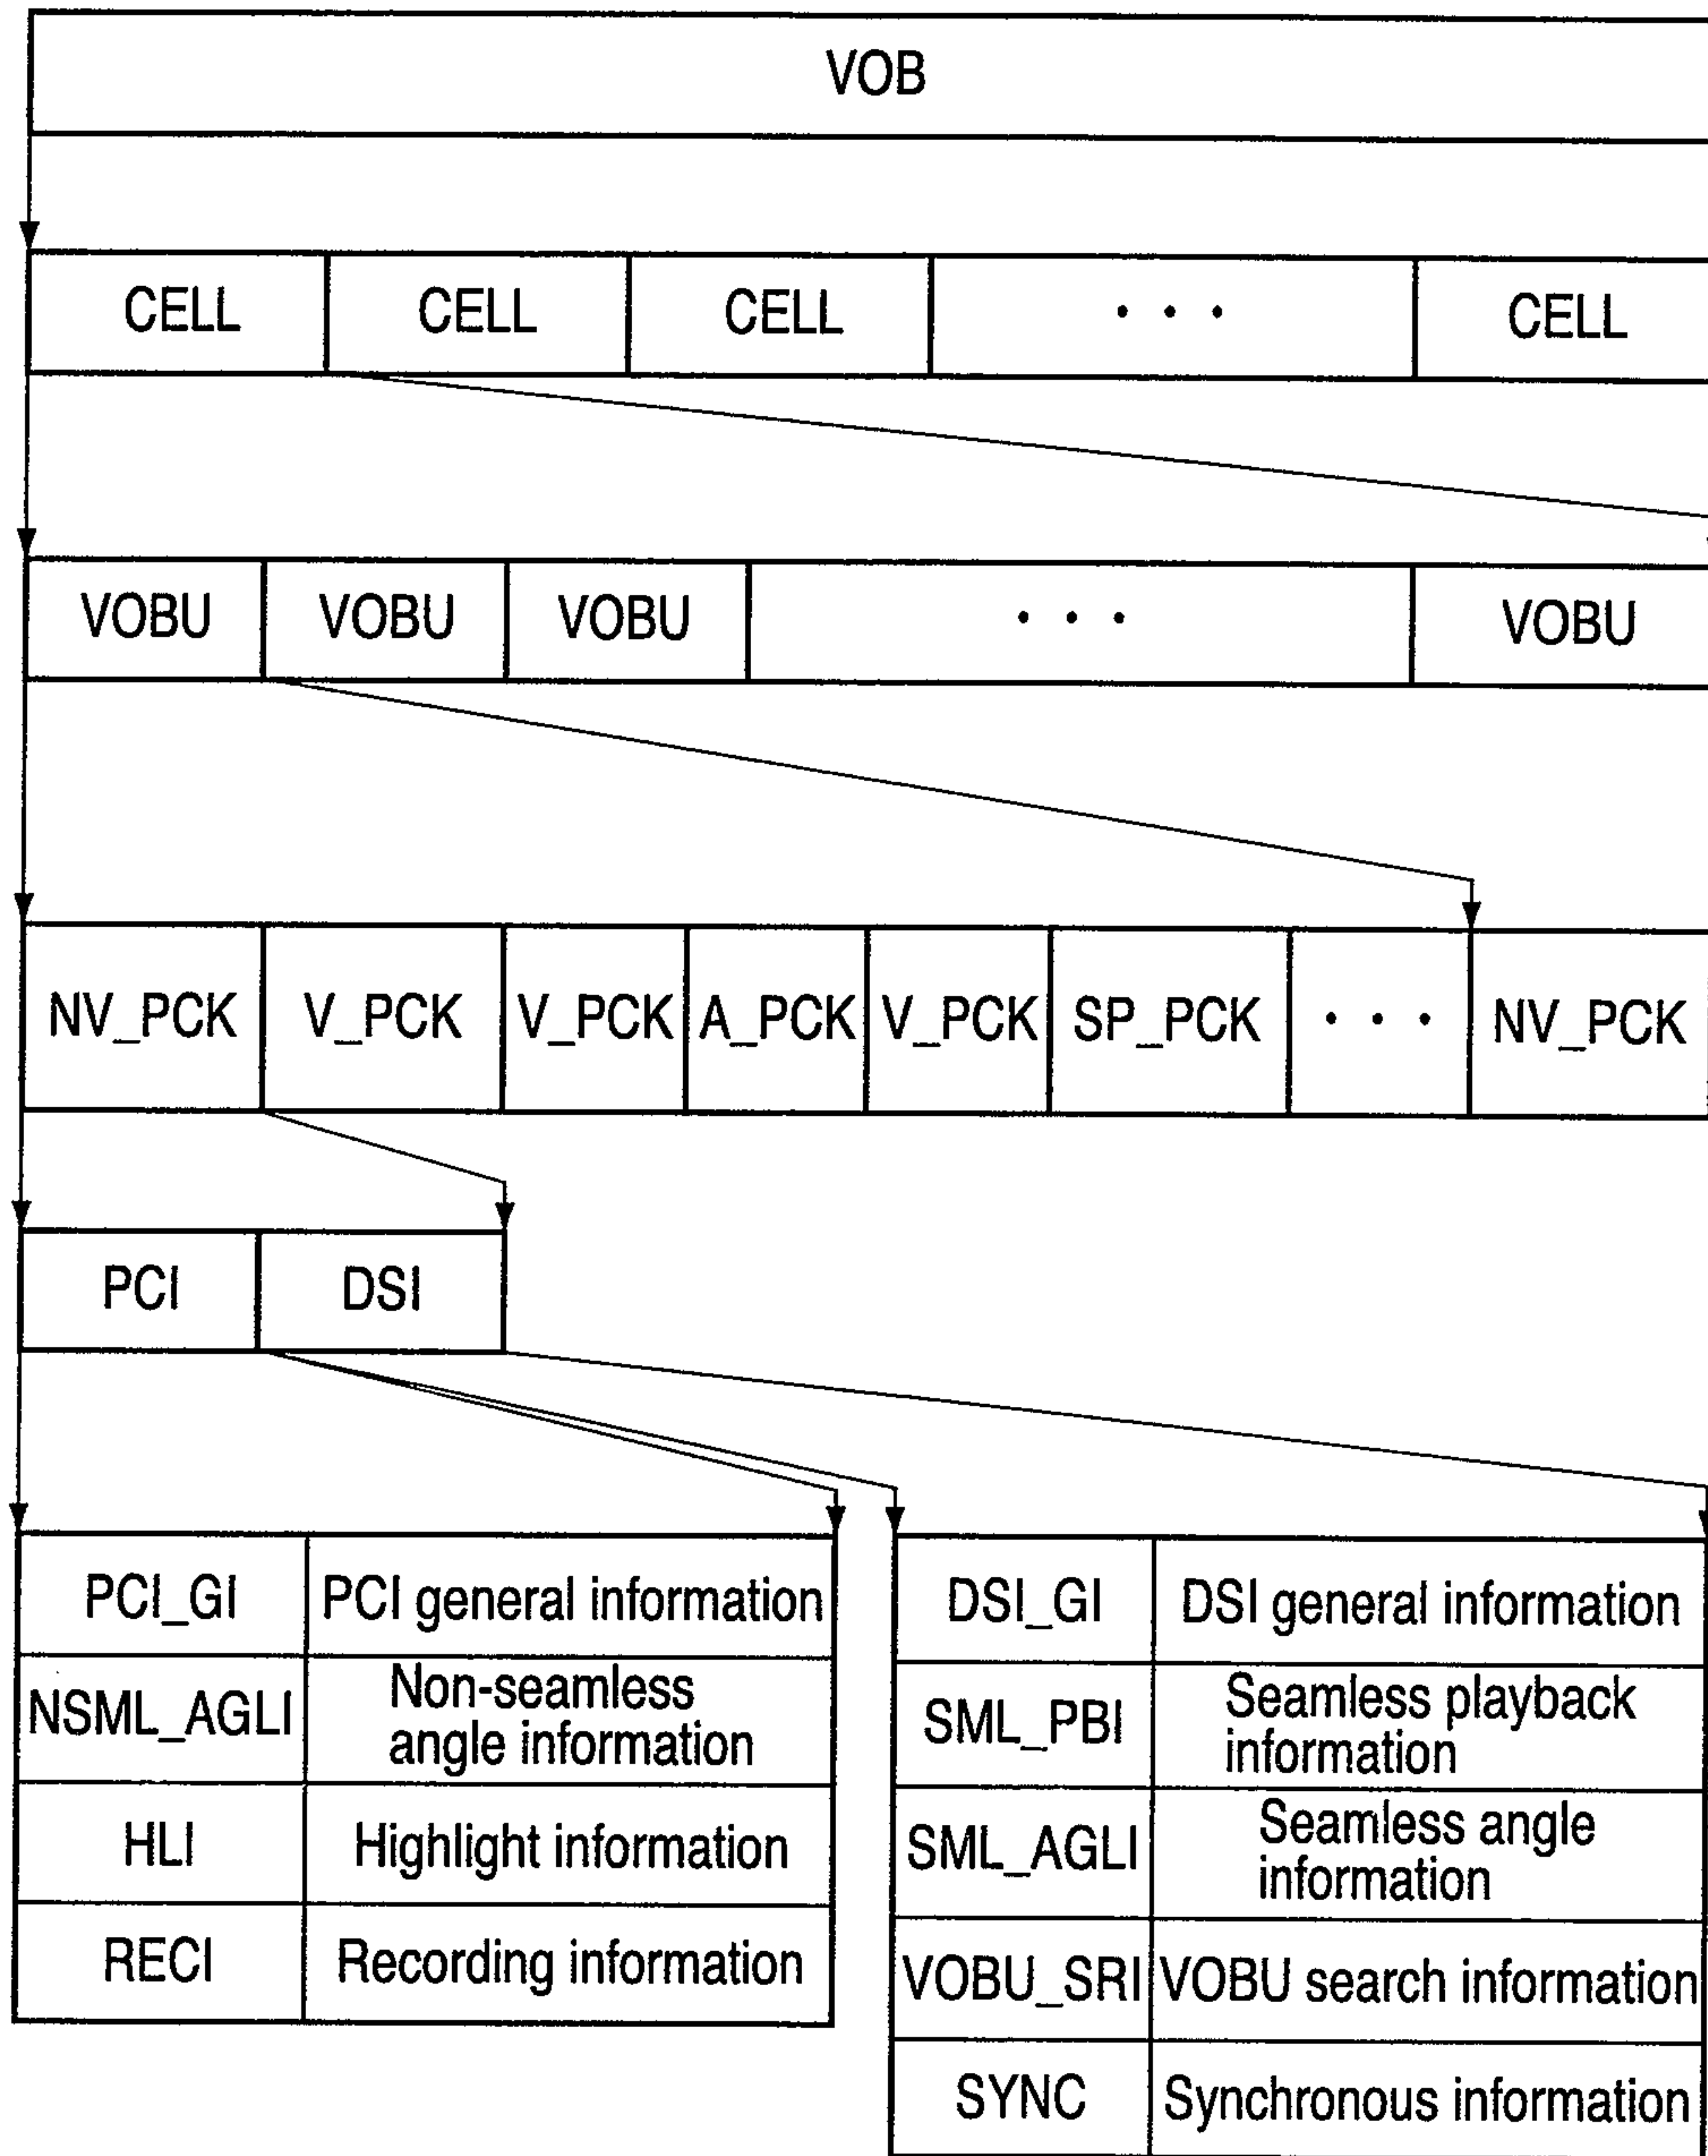 VOB
CELL CELL CELL · · · CELL
VOBU VOBU VOBU · · · VOBU
NV_PCK V_PCK V_PCK A_PCK V_PCK SP_PCK · · · NV_PCK
PCI DSI
PCI_GI PCI general information
NSML_AGLI Non-seamless
angle information
HLI Highlight information
RECI Recording information
DSI_GI DSI general information
SML_PBI Seamless playback
information
SML_AGLI Seamless angle
information
VOBU_SRI VOBU search information
SYNC Synchronous information